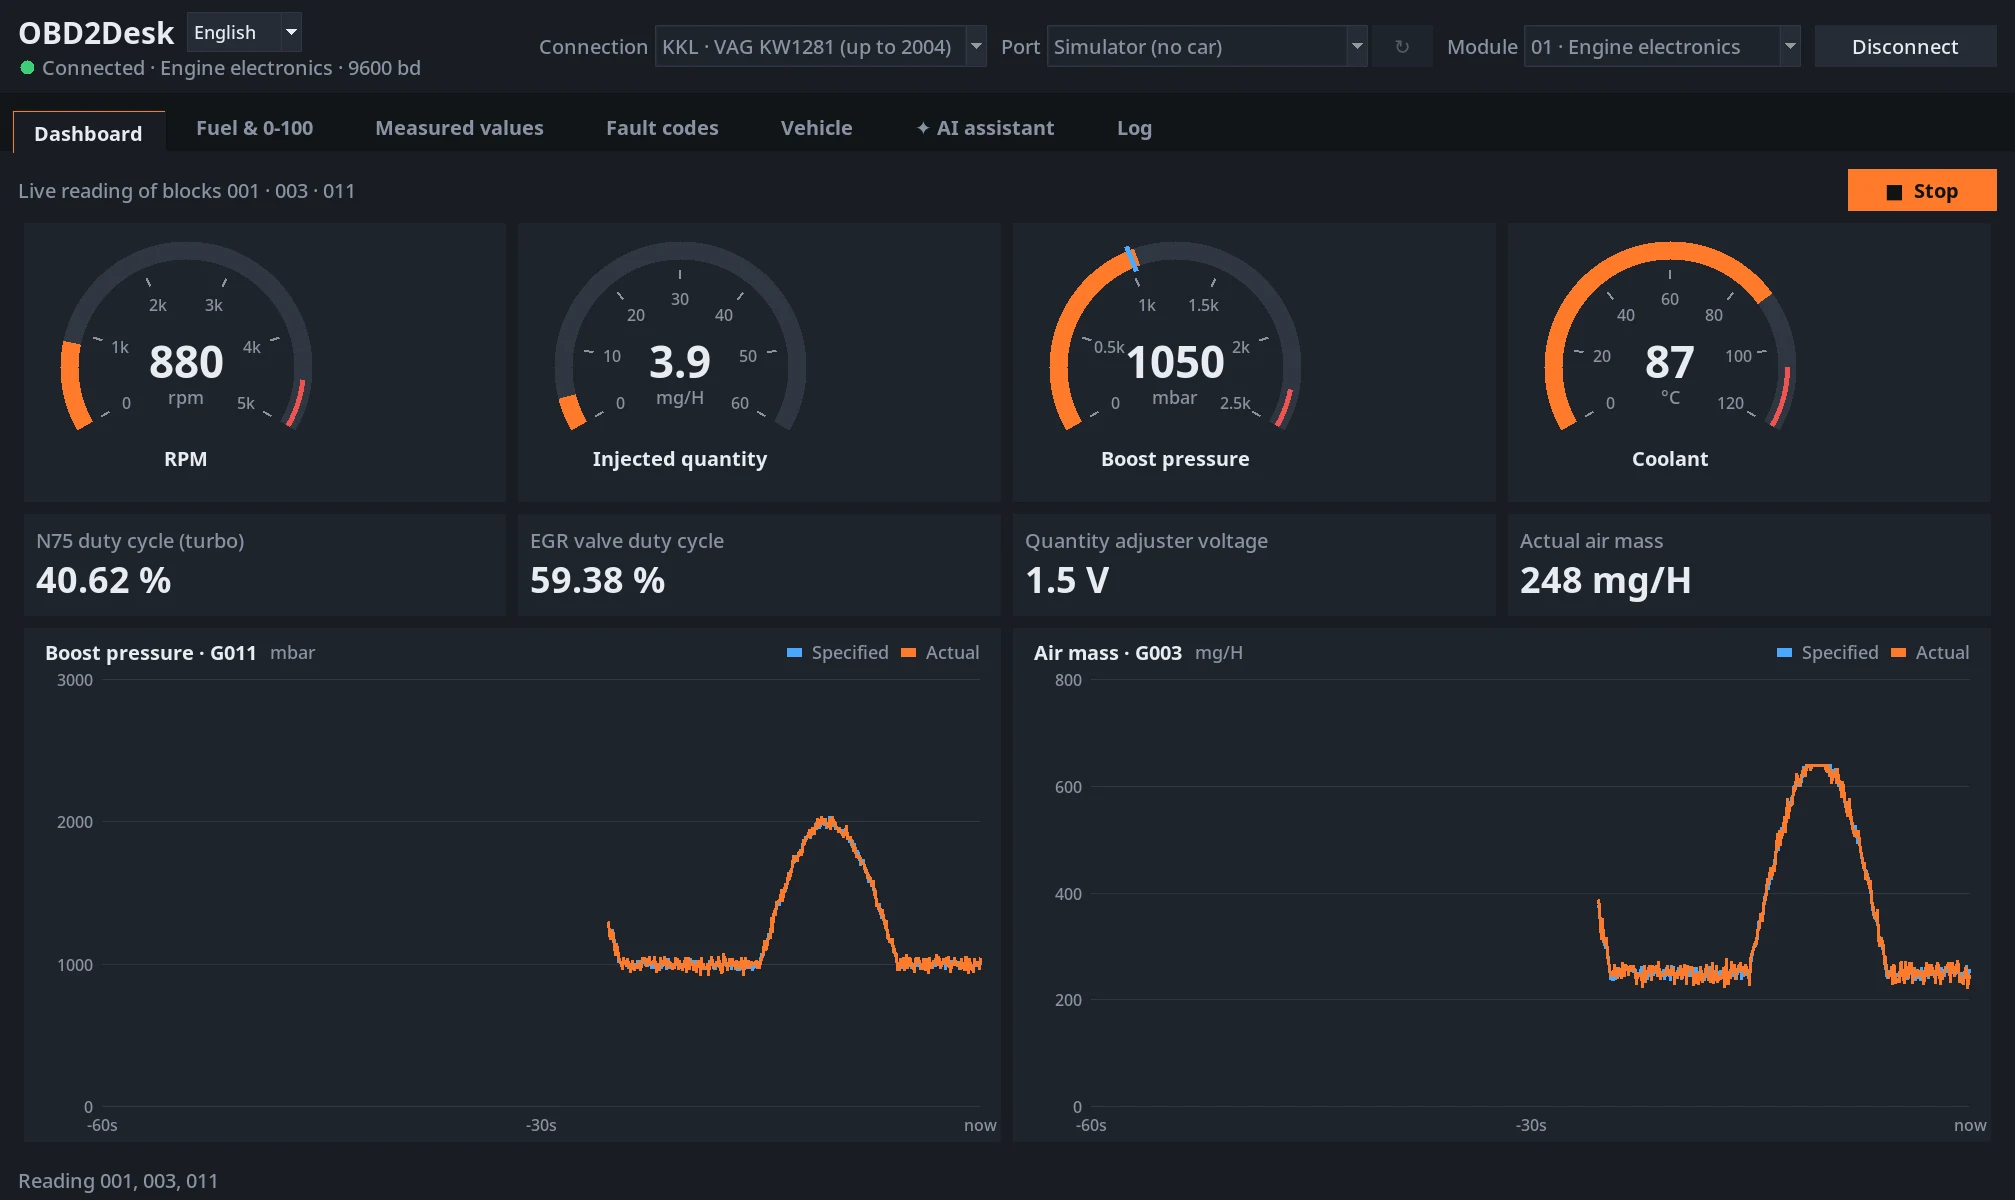 OBD2Desk English
Connected · Engine electronics · 9600 bd
Connection KKL · VAG KW1281 (up to 2004) Port Simulator (no car) ↻ Module 01 · Engine electronics Disconnect
Dashboard Fuel & 0-100 Measured values Fault codes Vehicle ✦ AI assistant Log
Live reading of blocks 001 · 003 · 011
■ Stop
0 1k 2k 3k 4k 5k
880
rpm
RPM
0 10 20 30 40 50 60
3.9
mg/H
Injected quantity
0 0.5k 1k 1.5k 2k 2.5k
1050
mbar
Boost pressure
0 20 40 60 80 100 120
87
°C
Coolant
N75 duty cycle (turbo)
40.62 %
EGR valve duty cycle
59.38 %
Quantity adjuster voltage
1.5 V
Actual air mass
248 mg/H
Boost pressure · G011 mbar Specified Actual
3000
2000
1000
0
-60s -30s now
Air mass · G003 mg/H Specified Actual
800
600
400
200
0
-60s -30s now
Reading 001, 003, 011